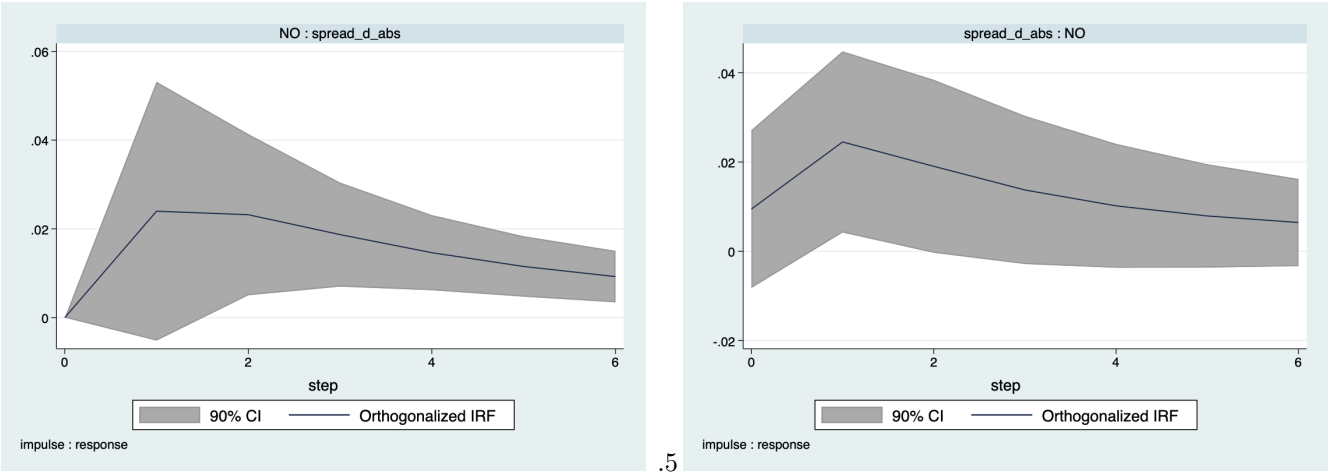 NO : spread_d_abs
.06
.04
.02
0
0 2 4 6
step
90% CI Orthogonalized IRF
impulse : response
.5
spread_d_abs : NO
.04
.02
0
-.02
0 2 4 6
step
90% CI Orthogonalized IRF
impulse : response